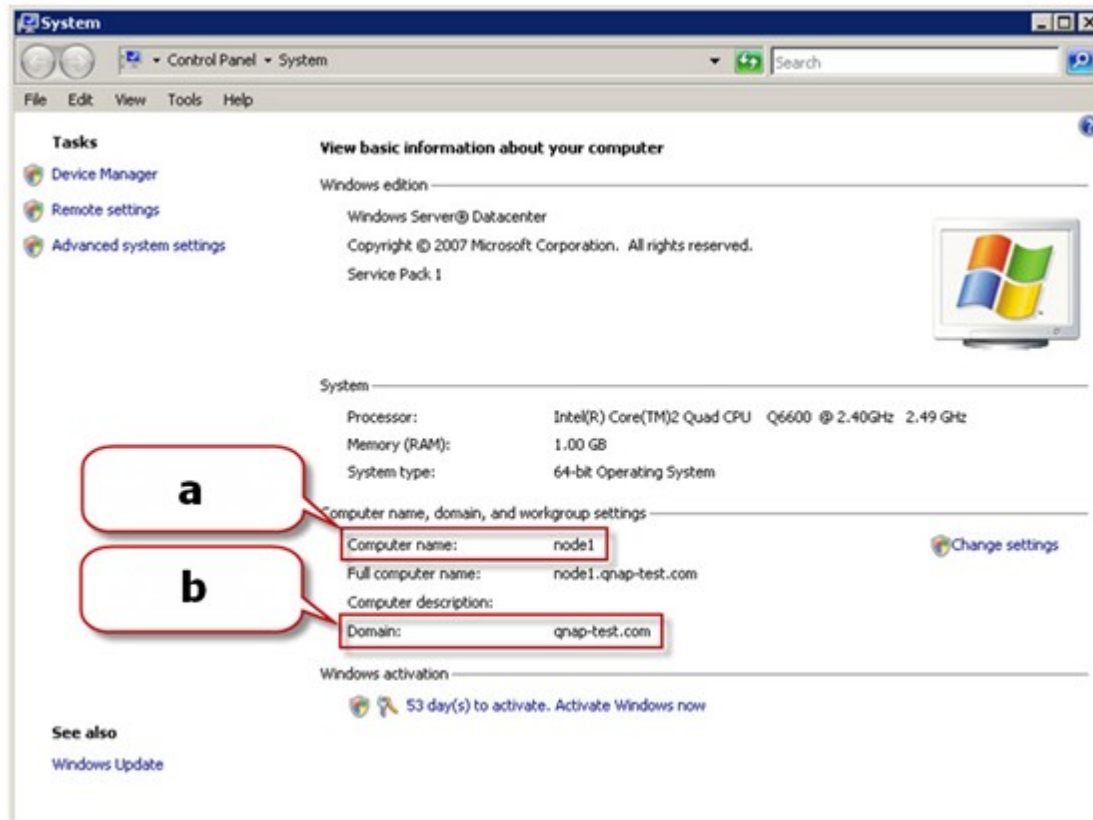 System
Control Panel System
Search
File Edit View Tools Help
Tasks
Device Manager
Remote settings
Advanced system settings
View basic information about your computer
Windows edition
Windows Server® Datacenter
Copyright © 2007 Microsoft Corporation. All rights reserved.
Service Pack 1
System
Processor: Intel(R) Core(TM)2 Quad CPU Q6600 @ 2.40GHz 2.49 GHz
Memory (RAM): 1.00 GB
System type: 64-bit Operating System
a
Computer name, domain, and workgroup settings
Computer name: node1
Change settings
Full computer name: node1.qnap-test.com
b
Computer description:
Domain: qnap-test.com
Windows activation
53 day(s) to activate. Activate Windows now
See also
Windows Update